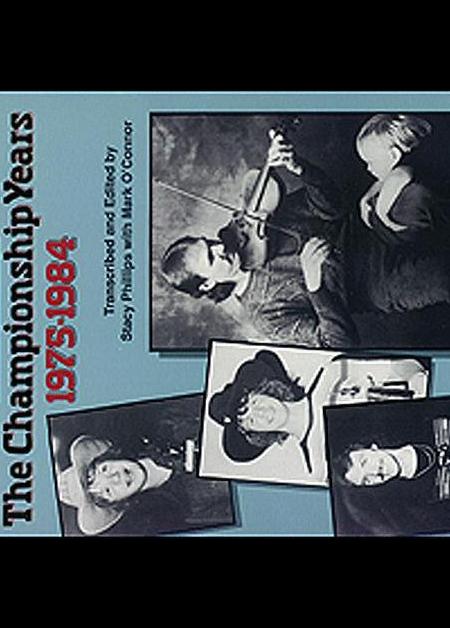 The Championship Years
1975-1984
Transcribed and Edited by
Stacy Phillips with Mark O'Connor